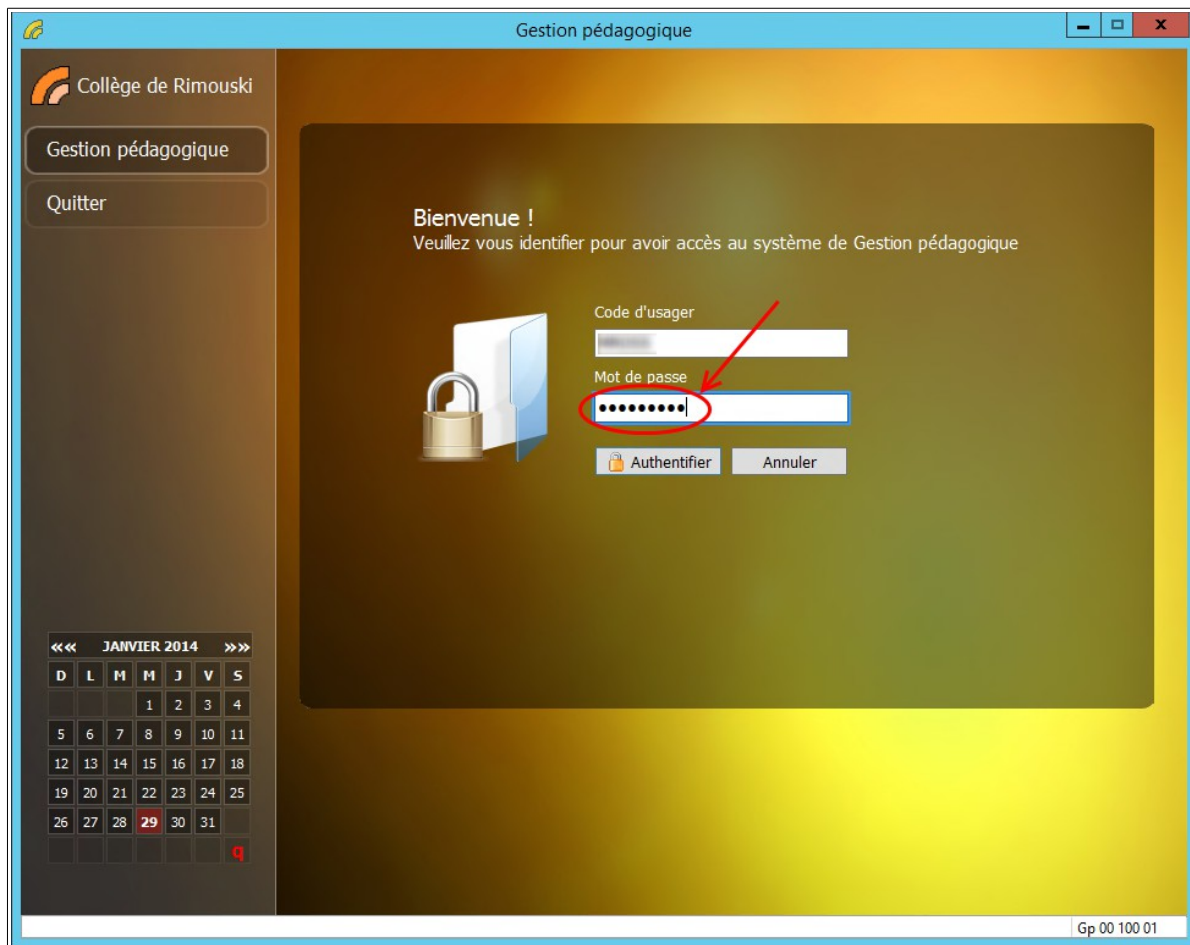 Gestion pédagogique
Collège de Rimouski
Gestion pédagogique
Quitter
Bienvenue !
Veuillez vous identifier pour avoir accès au système de Gestion pédagogique
Code d'usager
Mot de passe
•••••••••
Authentifier Annuler
«« JANVIER 2014 »»
D L M M J V S
1 2 3 4
5 6 7 8 9 10 11
12 13 14 15 16 17 18
19 20 21 22 23 24 25
26 27 28 29 30 31
q
Gp 00 100 01